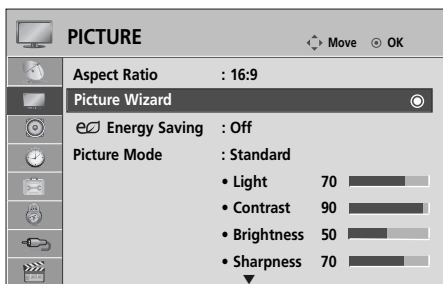 PICTURE
Move OK
Aspect Ratio : 16:9
Picture Wizard
Energy Saving : Off
Picture Mode : Standard
• Light 70
• Contrast 90
• Brightness 50
• Sharpness 70